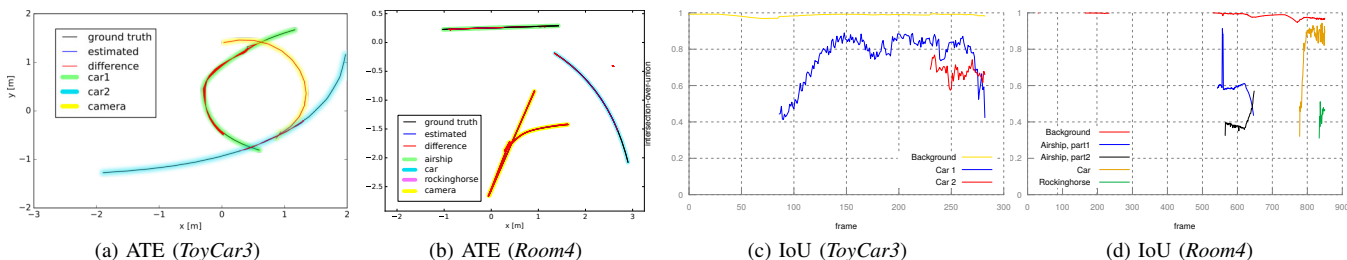 ground truth
estimated
difference
car1
car2
camera
y [m]
2
1
0
−1
−2
−3
−2
−1
0
1
2
x [m]
(a) ATE (ToyCar3)
0.5
0.0
−0.5
−1.0
−1.5
−2.0
−2.5
ground truth
estimated
difference
airship
car
rockinghorse
camera
−2
−1
0
1
2
3
x [m]
(b) ATE (Room4)
intersection-over-union
1
0.8
0.6
0.4
0.2
0
Background
Car 1
Car 2
0
50
100
150
200
250
300
frame
(c) IoU (ToyCar3)
1
0.8
0.6
0.4
0.2
0
Background
Airship, part1
Airship, part2
Car
Rockinghorse
0
100
200
300
400
500
600
700
800
900
frame
(d) IoU (Room4)